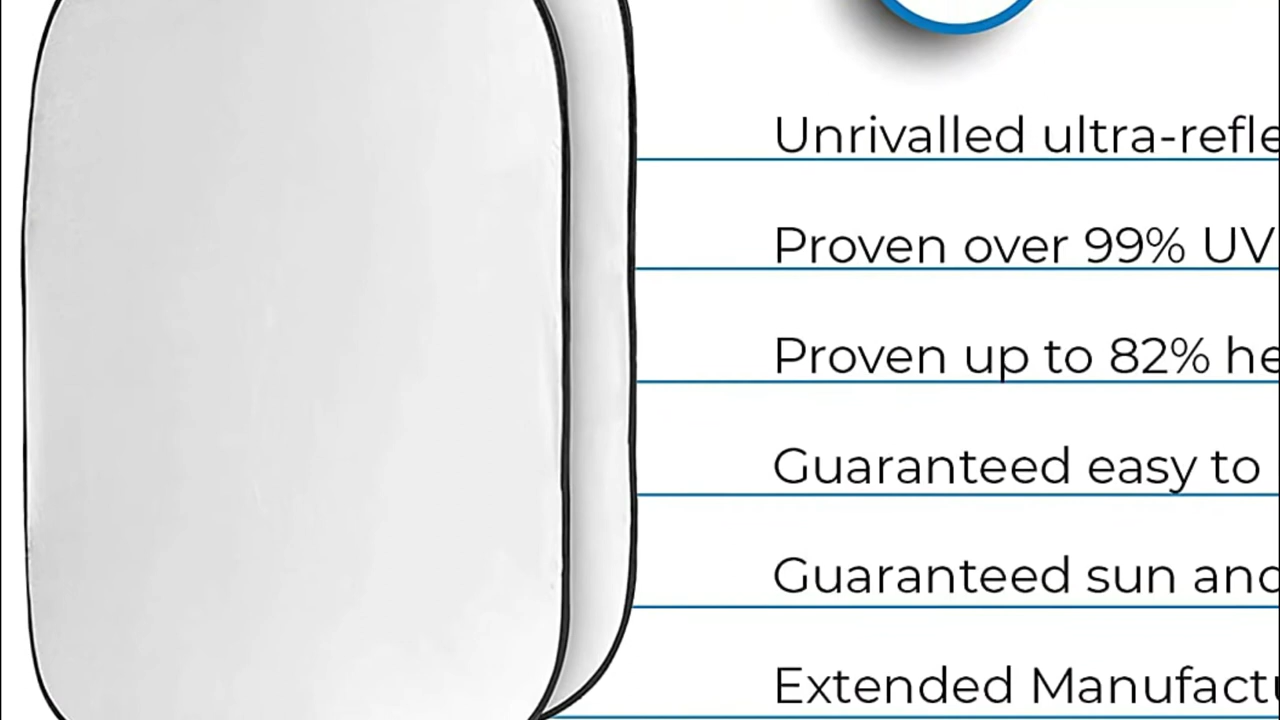 Unrivalled ultra-refle
Proven over 99% UV
Proven up to 82% he
Guaranteed easy to
Guaranteed sun and
Extended Manufactu